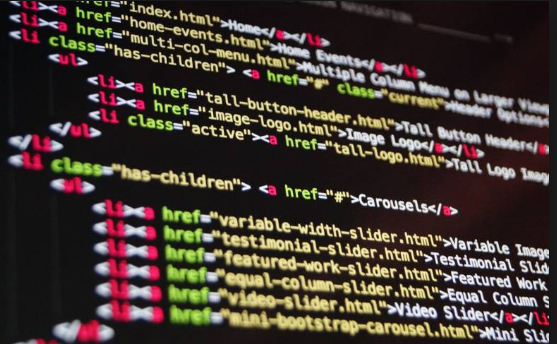 NAVIGATION
<li><a href="index.html">Home</a></li>
<li><a href="home-events.html">Home Events</a></li>
<li><a href="multi-col-menu.html">Multiple Column Menu on Larger View
<li class="has-children"> <a href="#" class="current">Header Options<
<ul>
<li><a href="tall-button-header.html">Tall Button Header</a
<li><a href="image-logo.html">Image Logo</a></li>
<li class="active"><a href="tall-logo.html">Tall Logo Imag
</ul>
</li>
<li class="has-children"> <a href="#">Carousels</a>
<ul>
<li><a href="variable-width-slider.html">Variable Image
<li><a href="testimonial-slider.html">Testimonial Slid
<li><a href="featured-work-slider.html">Featured Work
<li><a href="equal-column-slider.html">Equal Column S
<li><a href="video-slider.html">Video Slider</a></li
<li><a href="mini-bootstrap-carousel.html">Mini Sli
</ul>